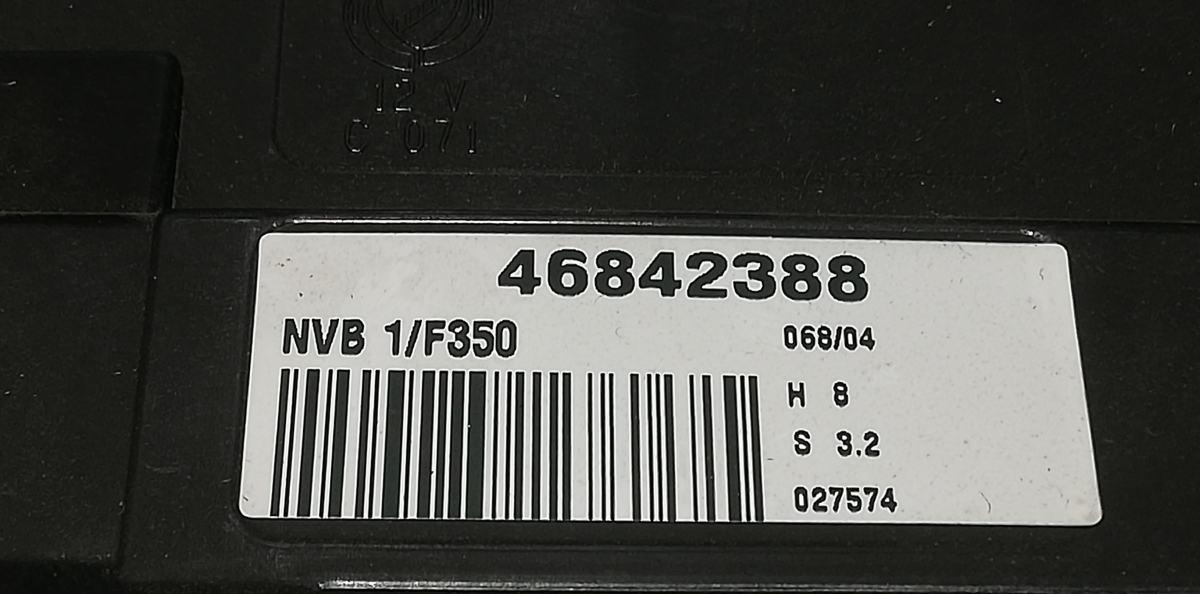 12 V
C 071
46842388
NVB 1/F350
068/04
H 8
S 3.2
027574